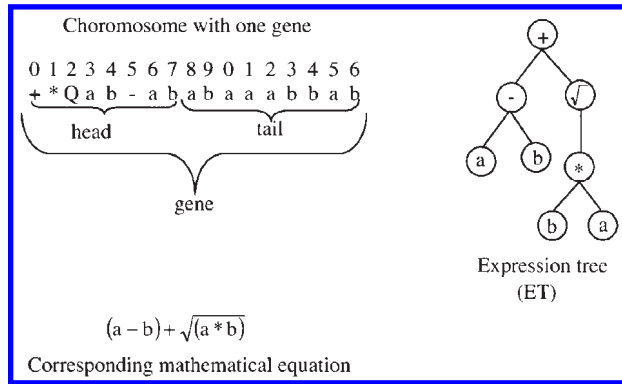 Choromosome with one gene
0 1 2 3 4 5 6 7 8 9 0 1 2 3 4 5 6
+ * Q a b - a b a b a a a b b a b
head
tail
gene
+
- √
a b *
b a
Expression tree
(ET)
(a − b) + √(a * b)
Corresponding mathematical equation